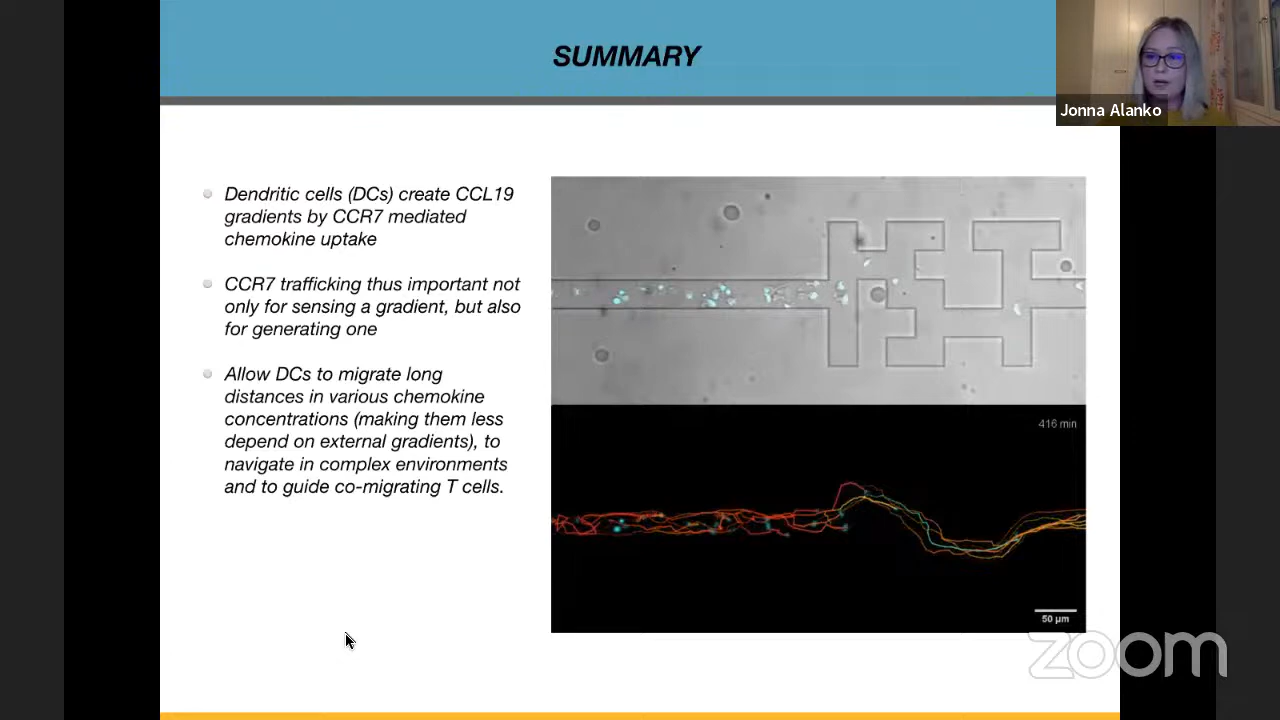 SUMMARY
Jonna Alanko
Dendritic cells (DCs) create CCL19
gradients by CCR7 mediated
chemokine uptake
CCR7 trafficking thus important not
only for sensing a gradient, but also
for generating one
Allow DCs to migrate long
distances in various chemokine
concentrations (making them less
depend on external gradients), to
navigate in complex environments
and to guide co-migrating T cells.
416 min
50 µm
zoom